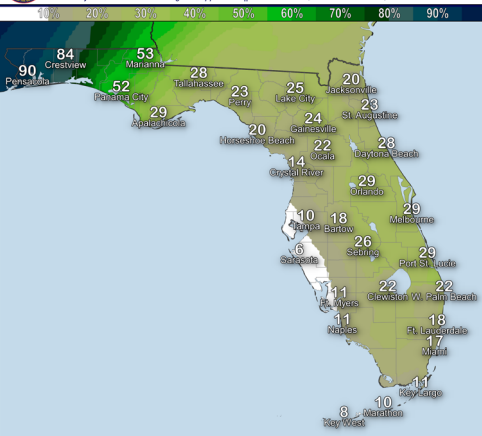 10% 20% 30% 40% 50% 60% 70% 80% 90%
84
Crestview
53
Marianna
90
Pensacola
28
Tallahassee
52
Panama City
23
Perry
25
Lake City
20
Jacksonville
29
Apalachicola
23
St. Augustine
24
Gainesville
20
Horseshoe Beach
22
Ocala
28
Daytona Beach
14
Crystal River
29
Orlando
29
Melbourne
10
Tampa
18
Bartow
26
Sebring
6
Sarasota
29
Port St. Lucie
11
Ft. Myers
22
Clewiston
22
W. Palm Beach
11
Naples
18
Ft. Lauderdale
17
Miami
11
Key Largo
10
Marathon
8
Key West